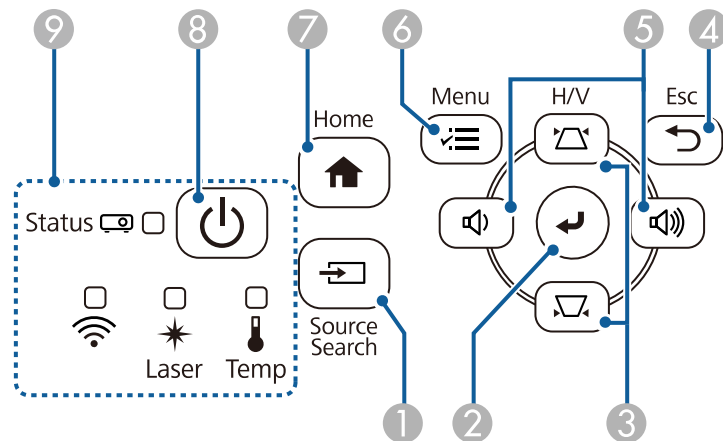 9 8 7 6 5 4
Menu H/V Esc
Home
Status
Source
Search
Laser Temp
1 2 3